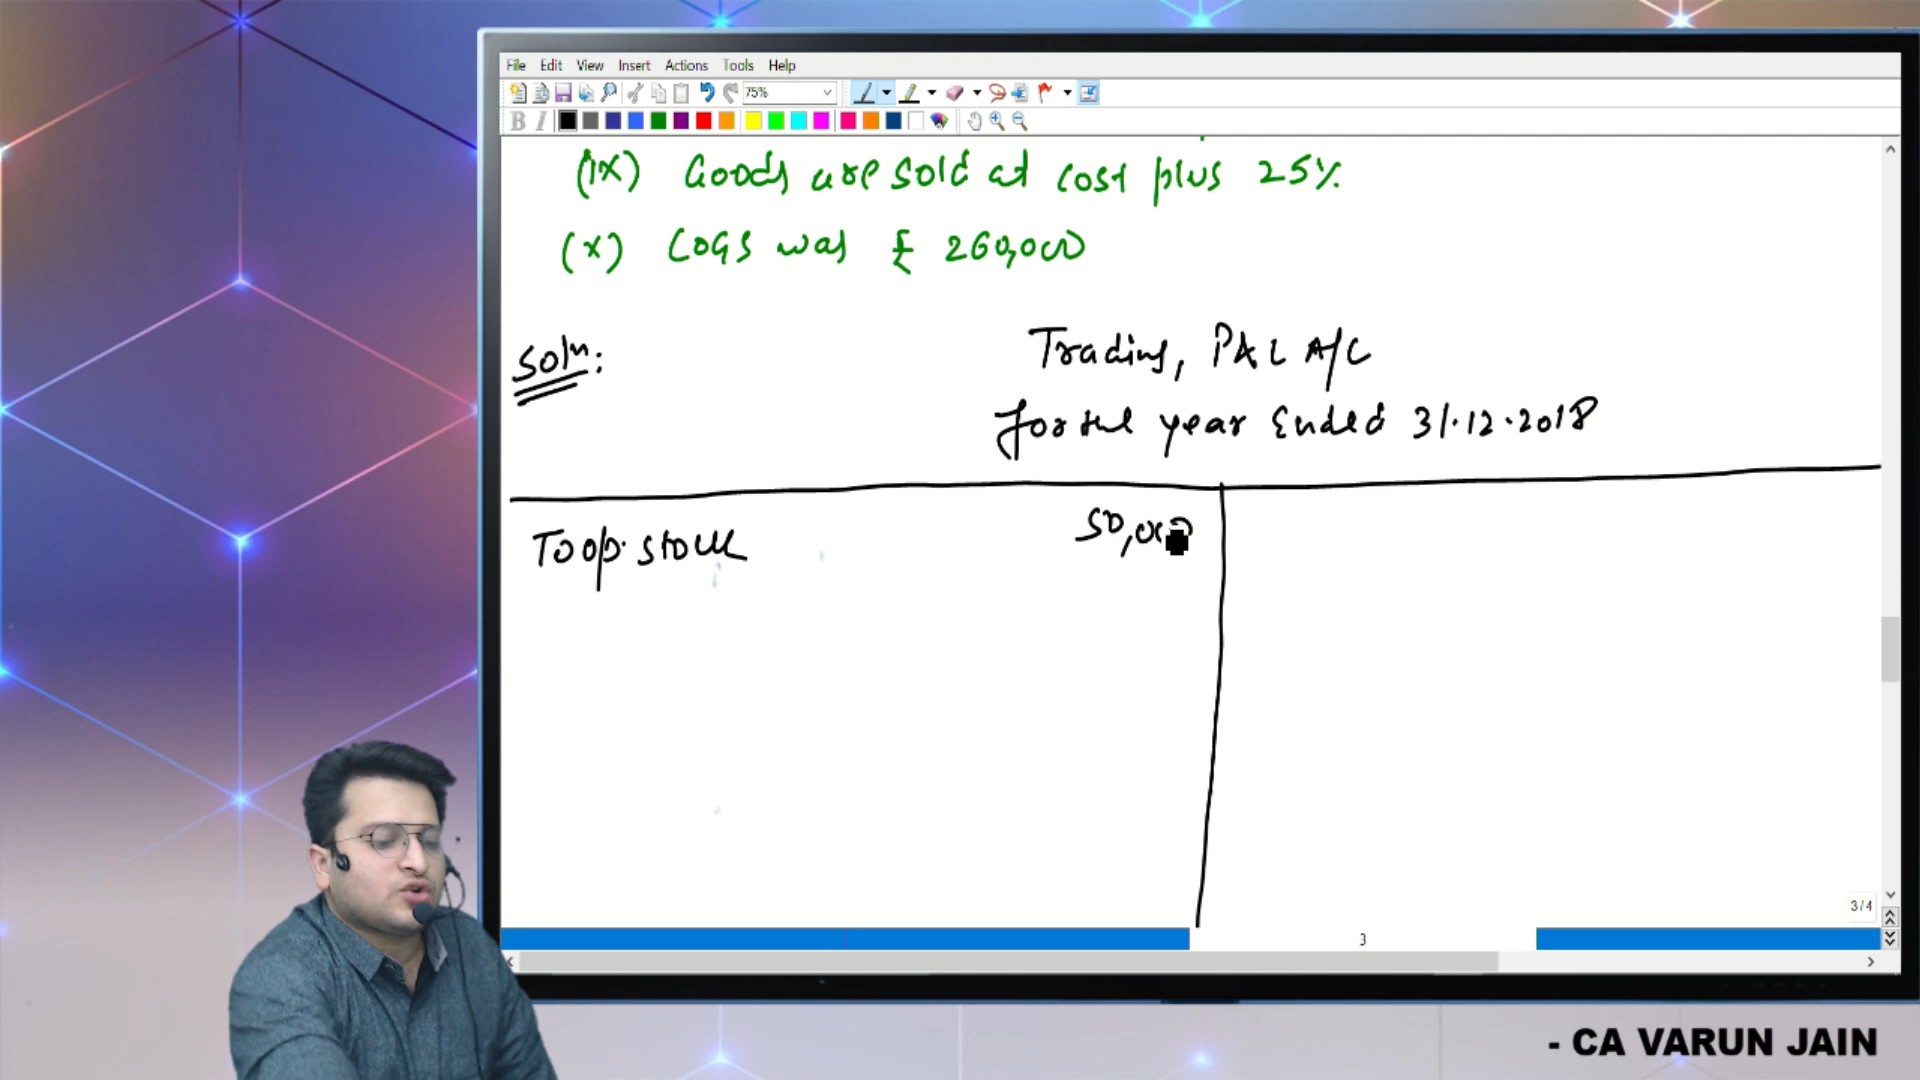 File Edit View Insert Actions Tools Help
75%
B I
(ix) Goods are sold at cost plus 25%
(x) COGS was £ 260,000
Soln:
Trading, P&L A/C
for the year Ended 31.12.2018
To op. stock 50,000
3/4
3
- CA VARUN JAIN